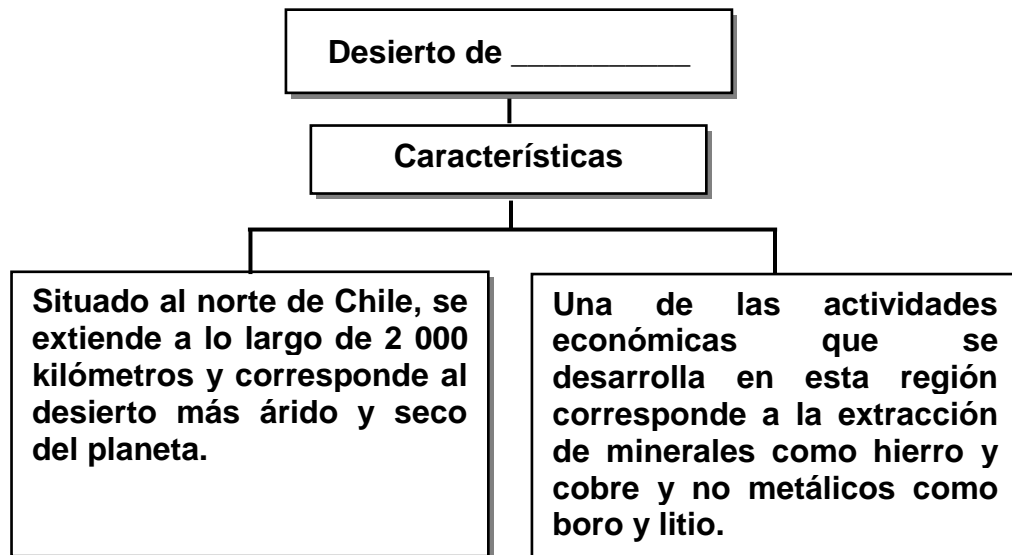 Desierto de ___________
Características
Situado al norte de Chile, se
extiende a lo largo de 2 000
kilómetros y corresponde al
desierto más árido y seco
del planeta.
Una de las actividades
económicas que se
desarrolla en esta región
corresponde a la extracción
de minerales como hierro y
cobre y no metálicos como
boro y litio.